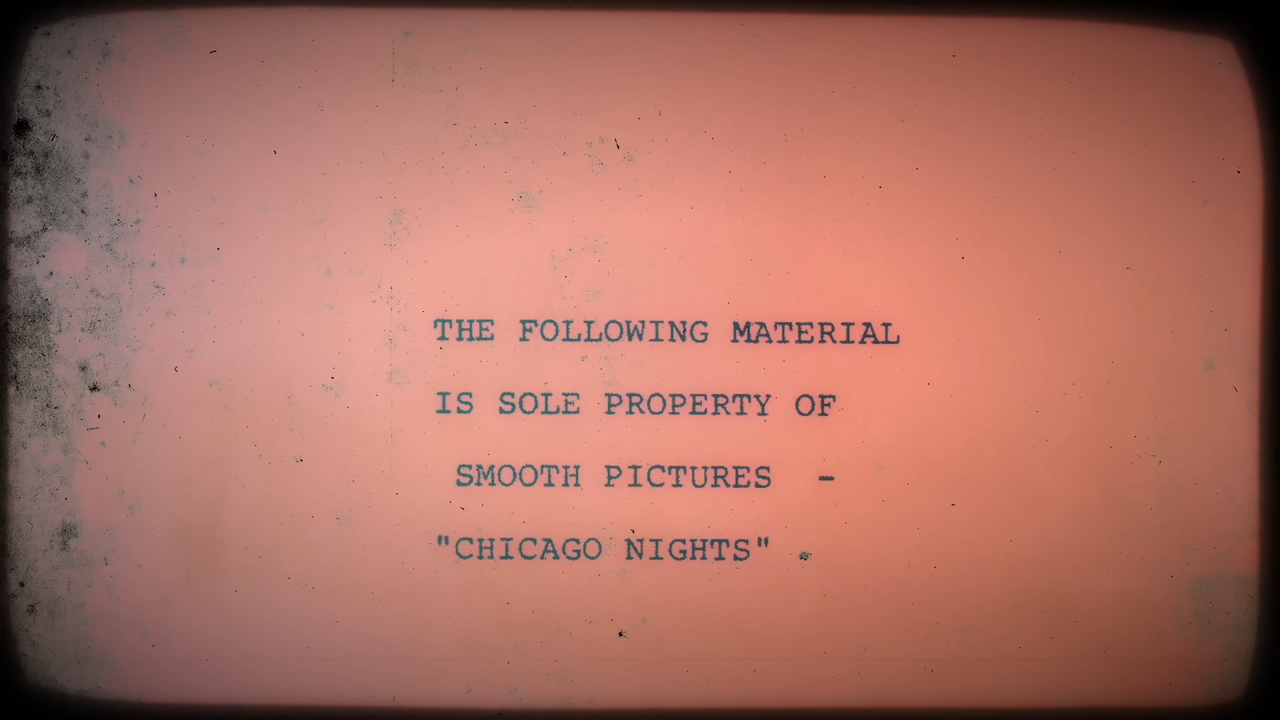 THE FOLLOWING MATERIAL
IS SOLE PROPERTY OF
SMOOTH PICTURES -
"CHICAGO NIGHTS"